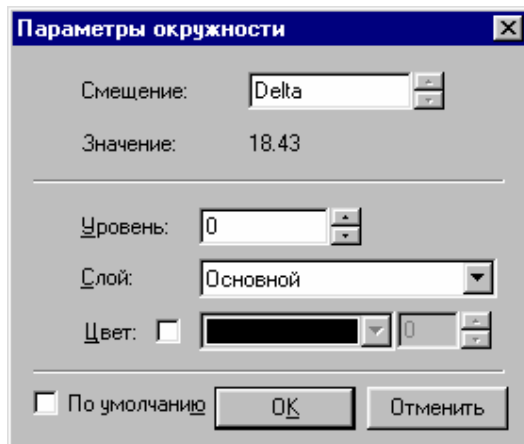 Параметры окружности
Смещение: Delta
Значение: 18.43
Уровень: 0
Слой: Основной
Цвет: 0
По умолчанию OK Отменить